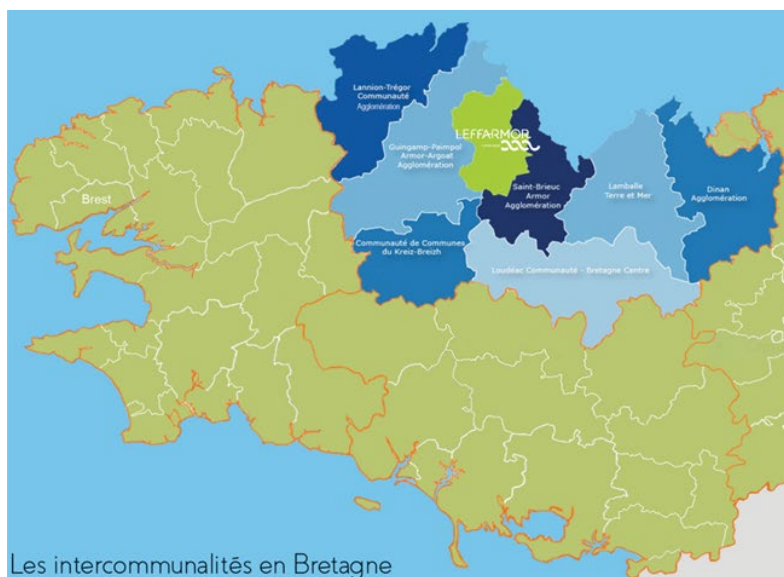 Lannion-Trégor
Communauté
Agglomération
LEFFARMOR
Guingamp-Paimpol
Armor-Argoat
Agglomération
Saint-Brieuc
Armor
Agglomération
Lamballe
Terre et Mer
Dinan
Agglomération
Brest
Communauté de Communes
du Kreiz-Breizh
Loudéac Communauté - Bretagne Centre
Les intercommunalités en Bretagne